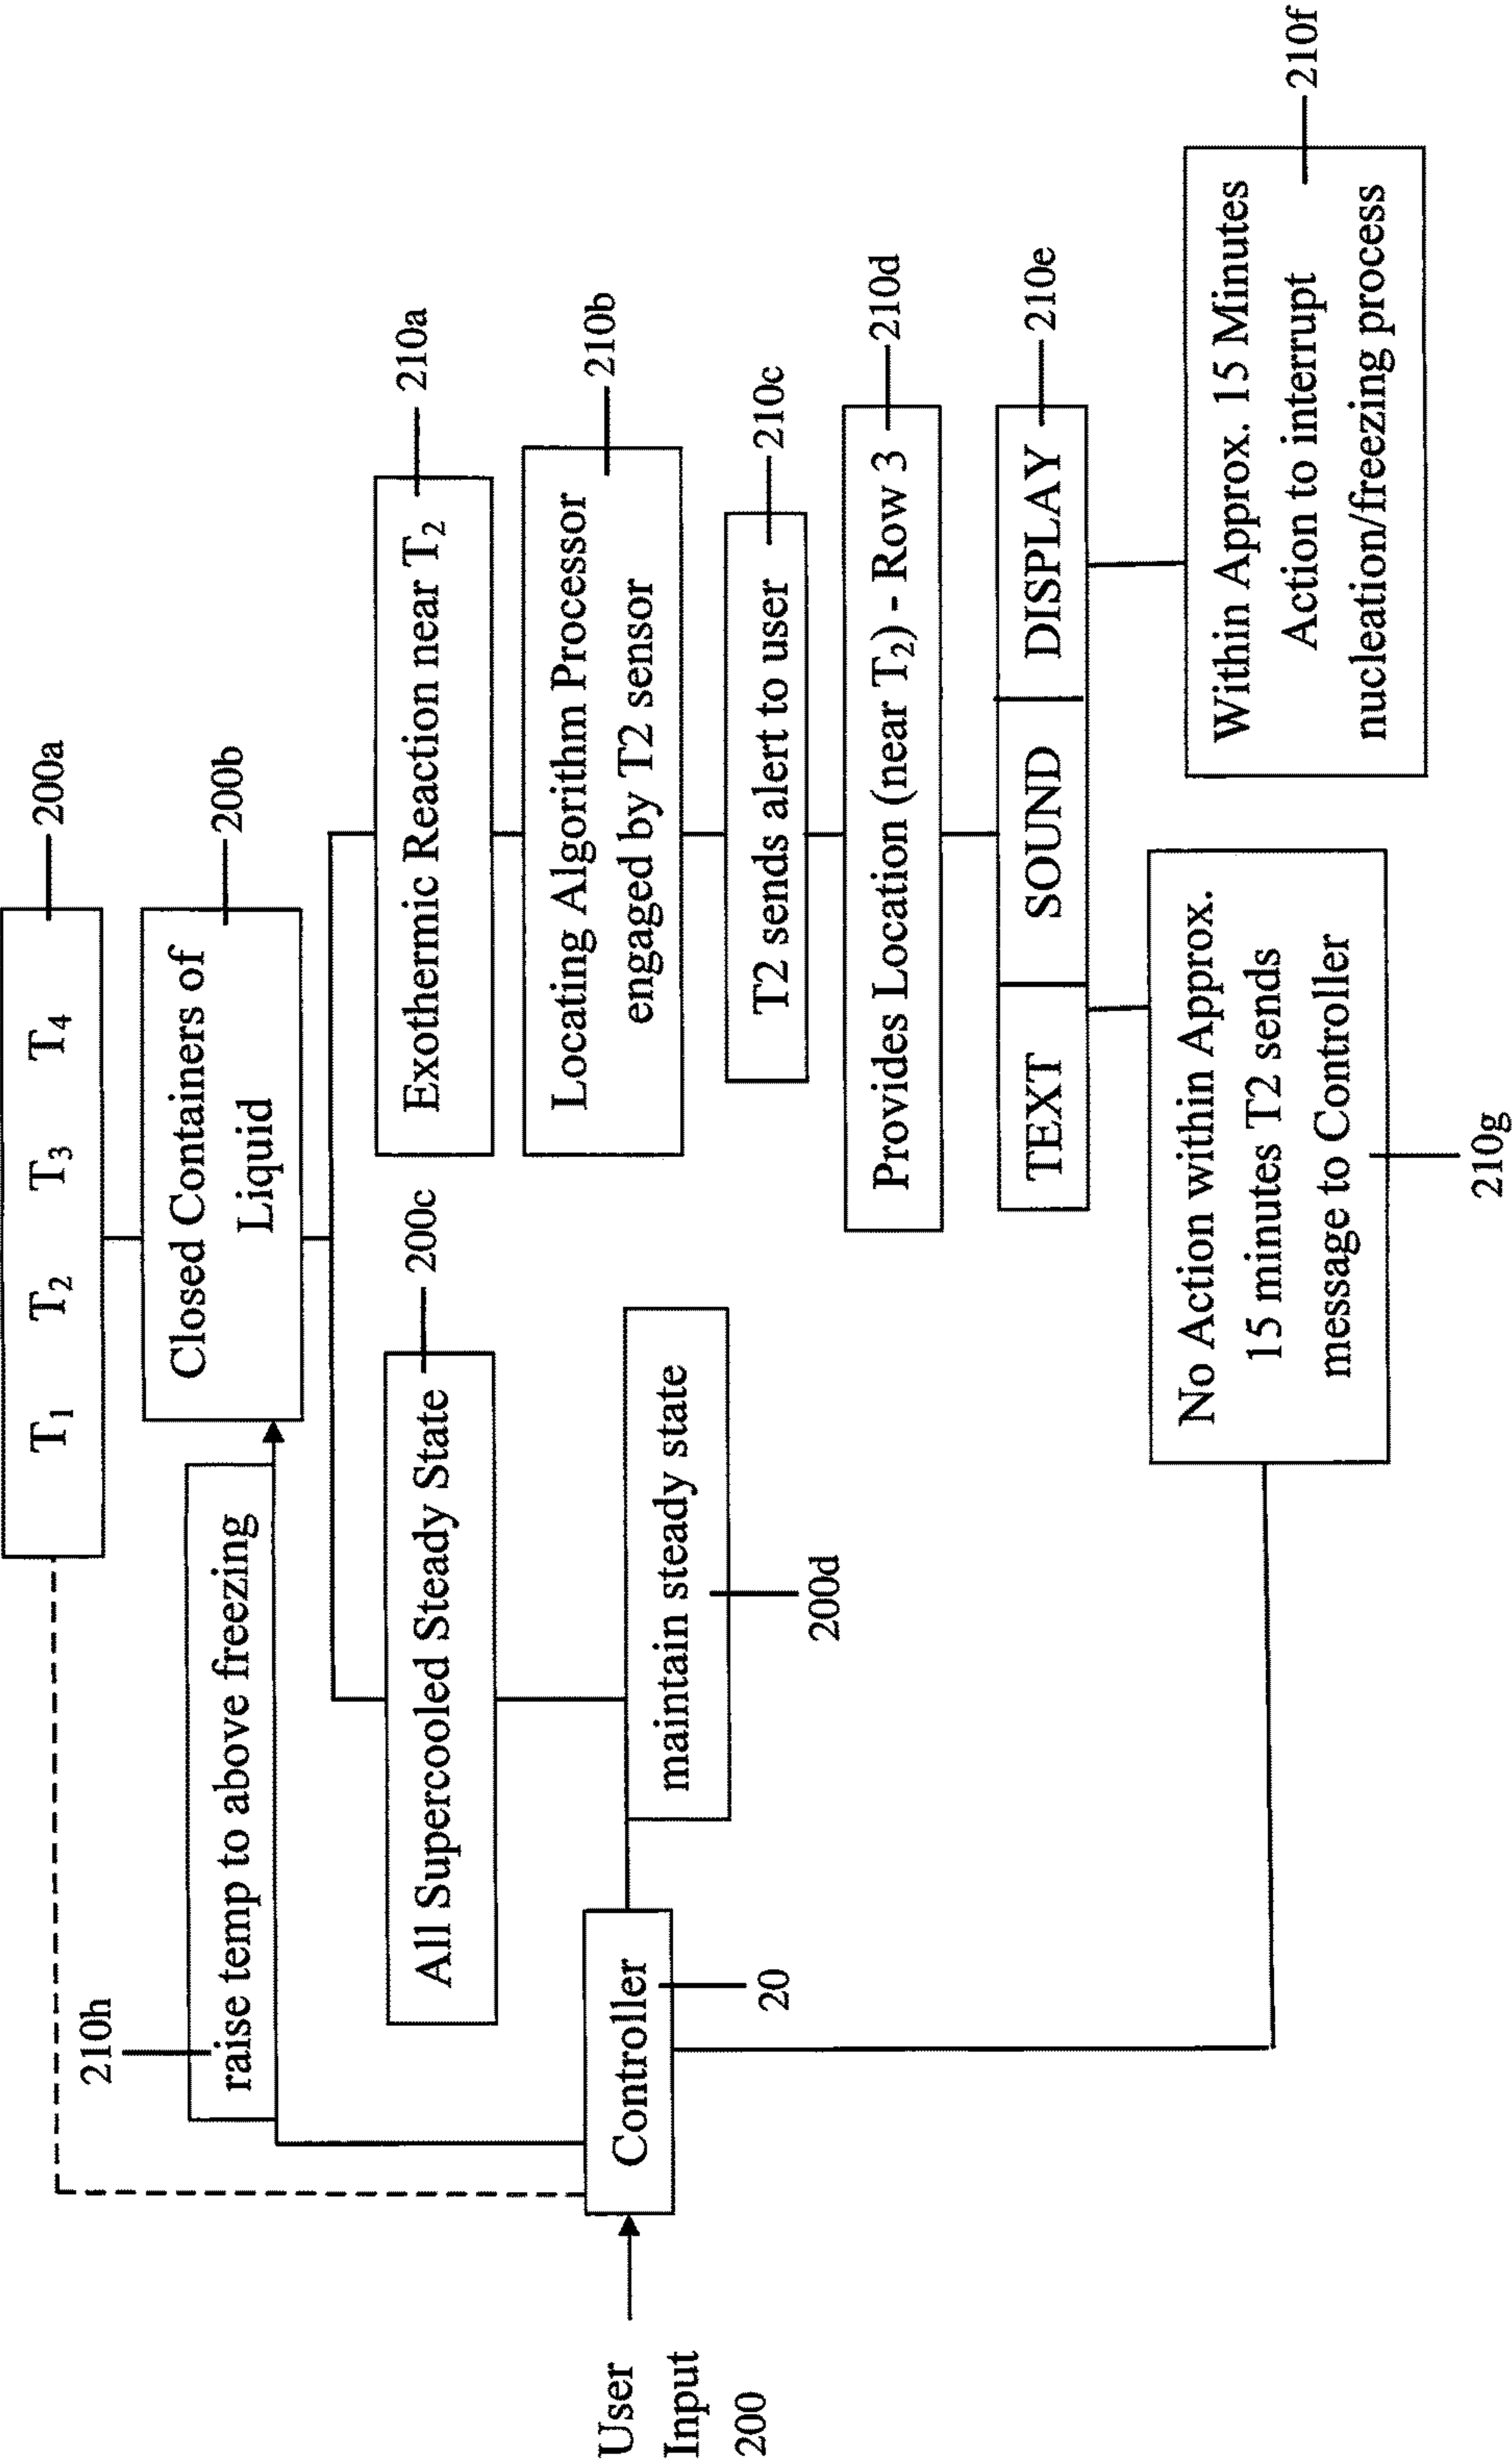 T1 T2 T3 T4
200a
Closed Containers of
Liquid
200b
210h
raise temp to above freezing
All Supercooled Steady State
200c
Exothermic Reaction near T2
210a
Locating Algorithm Processor
engaged by T2 sensor
210b
T2 sends alert to user
210c
Provides Location (near T2) - Row 3
210d
TEXT SOUND DISPLAY
210e
User
Input
200
Controller
20
maintain steady state
200d
No Action within Approx.
15 minutes T2 sends
message to Controller
210g
Within Approx. 15 Minutes
Action to interrupt
nucleation/freezing process
210f